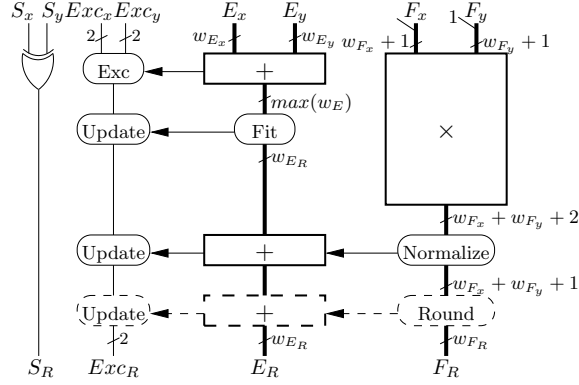 S_x S_y Exc_x Exc_y E_x E_y F_x F_y
2 2 w_{E_x} w_{E_y} w_{F_x} + 1 1 w_{F_y} + 1
Exc +
max(w_E)
Update Fit ×
w_{E_R}
w_{F_x} + w_{F_y} + 2
Update + Normalize
w_{F_x} + w_{F_y} + 1
Update + Round
2 w_{E_R} w_{F_R}
S_R Exc_R E_R F_R